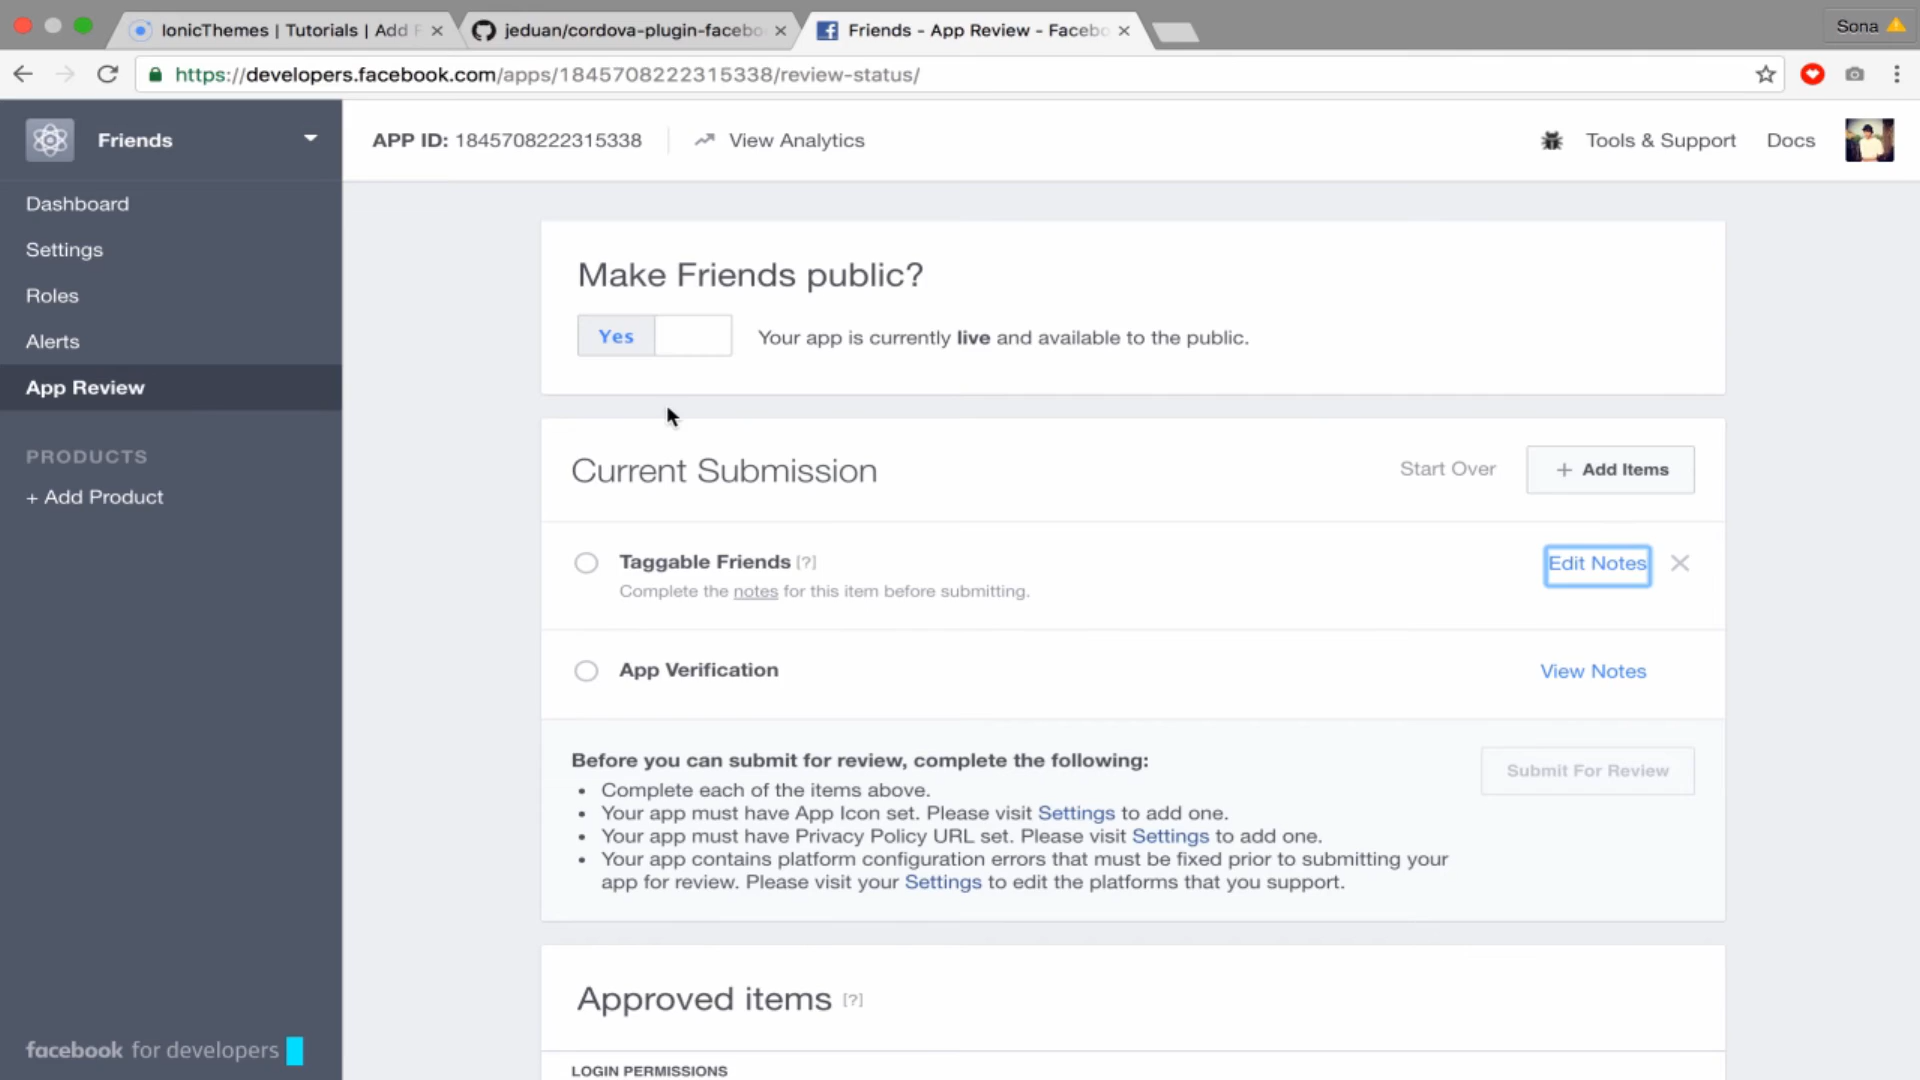 IonicThemes | Tutorials | Add F
jeduan/cordova-plugin-facebo
Friends - App Review - Facebo
Sona
https://developers.facebook.com/apps/1845708222315338/review-status/
Friends
APP ID: 1845708222315338
View Analytics
Tools & Support
Docs
Dashboard
Settings
Roles
Alerts
App Review
PRODUCTS
+ Add Product
facebook for developers
Make Friends public?
Yes
Your app is currently live and available to the public.
Current Submission
Start Over
+ Add Items
Taggable Friends [?]
Complete the notes for this item before submitting.
Edit Notes
App Verification
View Notes
Before you can submit for review, complete the following:
• Complete each of the items above.
• Your app must have App Icon set. Please visit Settings to add one.
• Your app must have Privacy Policy URL set. Please visit Settings to add one.
• Your app contains platform configuration errors that must be fixed prior to submitting your
app for review. Please visit your Settings to edit the platforms that you support.
Submit For Review
Approved items [?]
LOGIN PERMISSIONS